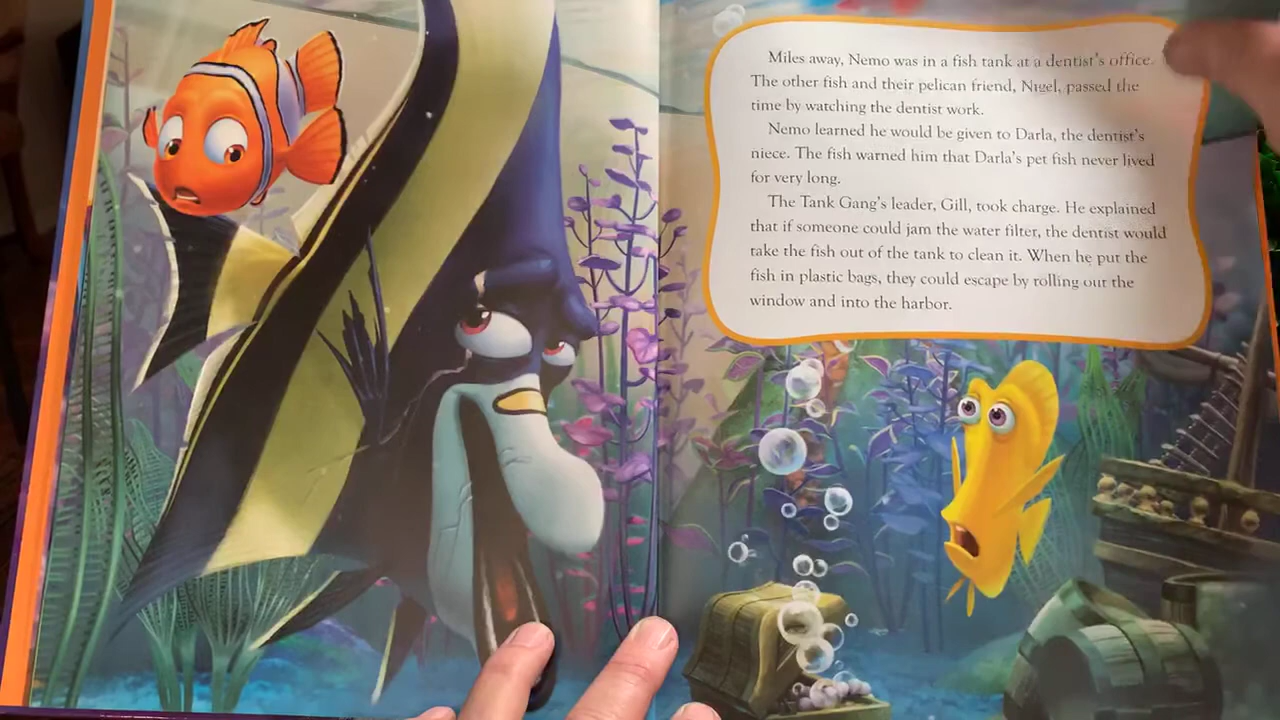 Miles away, Nemo was in a fish tank at a dentist's office.
The other fish and their pelican friend, Nigel, passed the
time by watching the dentist work.
Nemo learned he would be given to Darla, the dentist's
niece. The fish warned him that Darla's pet fish never lived
for very long.
The Tank Gang's leader, Gill, took charge. He explained
that if someone could jam the water filter, the dentist would
take the fish out of the tank to clean it. When he put the
fish in plastic bags, they could escape by rolling out the
window and into the harbor.